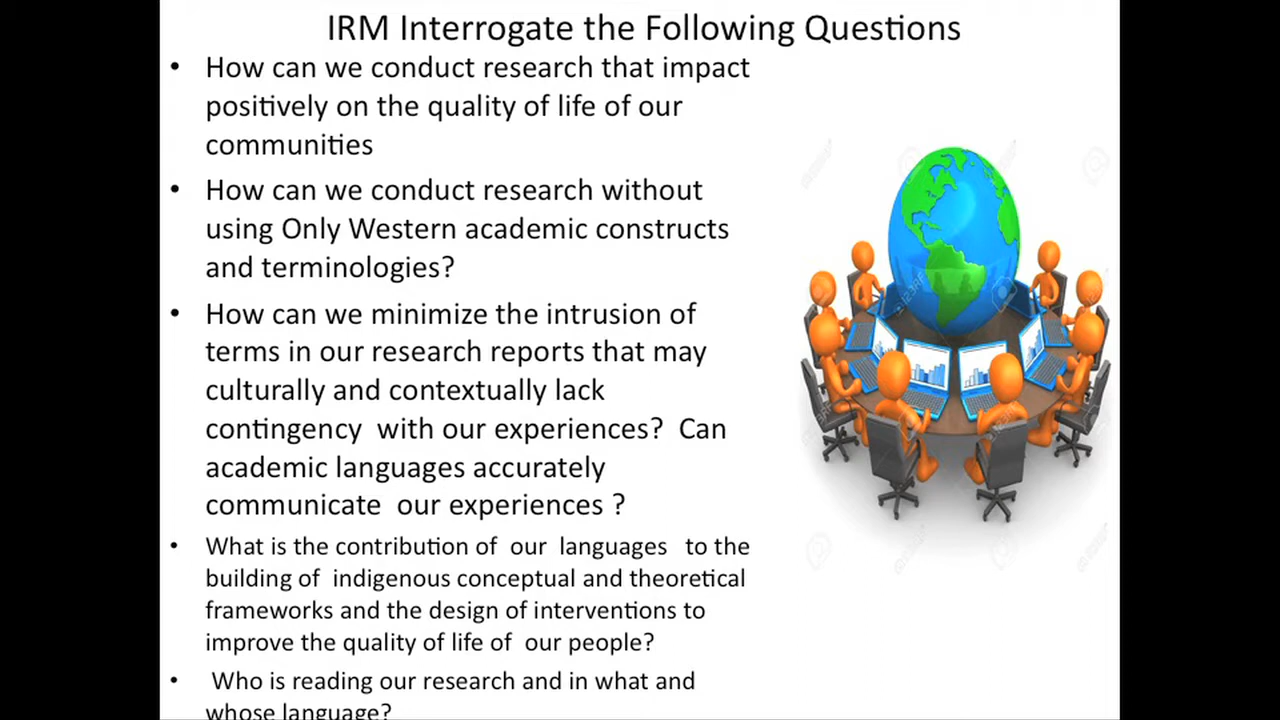 IRM Interrogate the Following Questions
• How can we conduct research that impact
positively on the quality of life of our
communities
• How can we conduct research without
using Only Western academic constructs
and terminologies?
• How can we minimize the intrusion of
terms in our research reports that may
culturally and contextually lack
contingency with our experiences? Can
academic languages accurately
communicate our experiences ?
• What is the contribution of our languages to the
building of indigenous conceptual and theoretical
frameworks and the design of interventions to
improve the quality of life of our people?
• Who is reading our research and in what and
whose language?